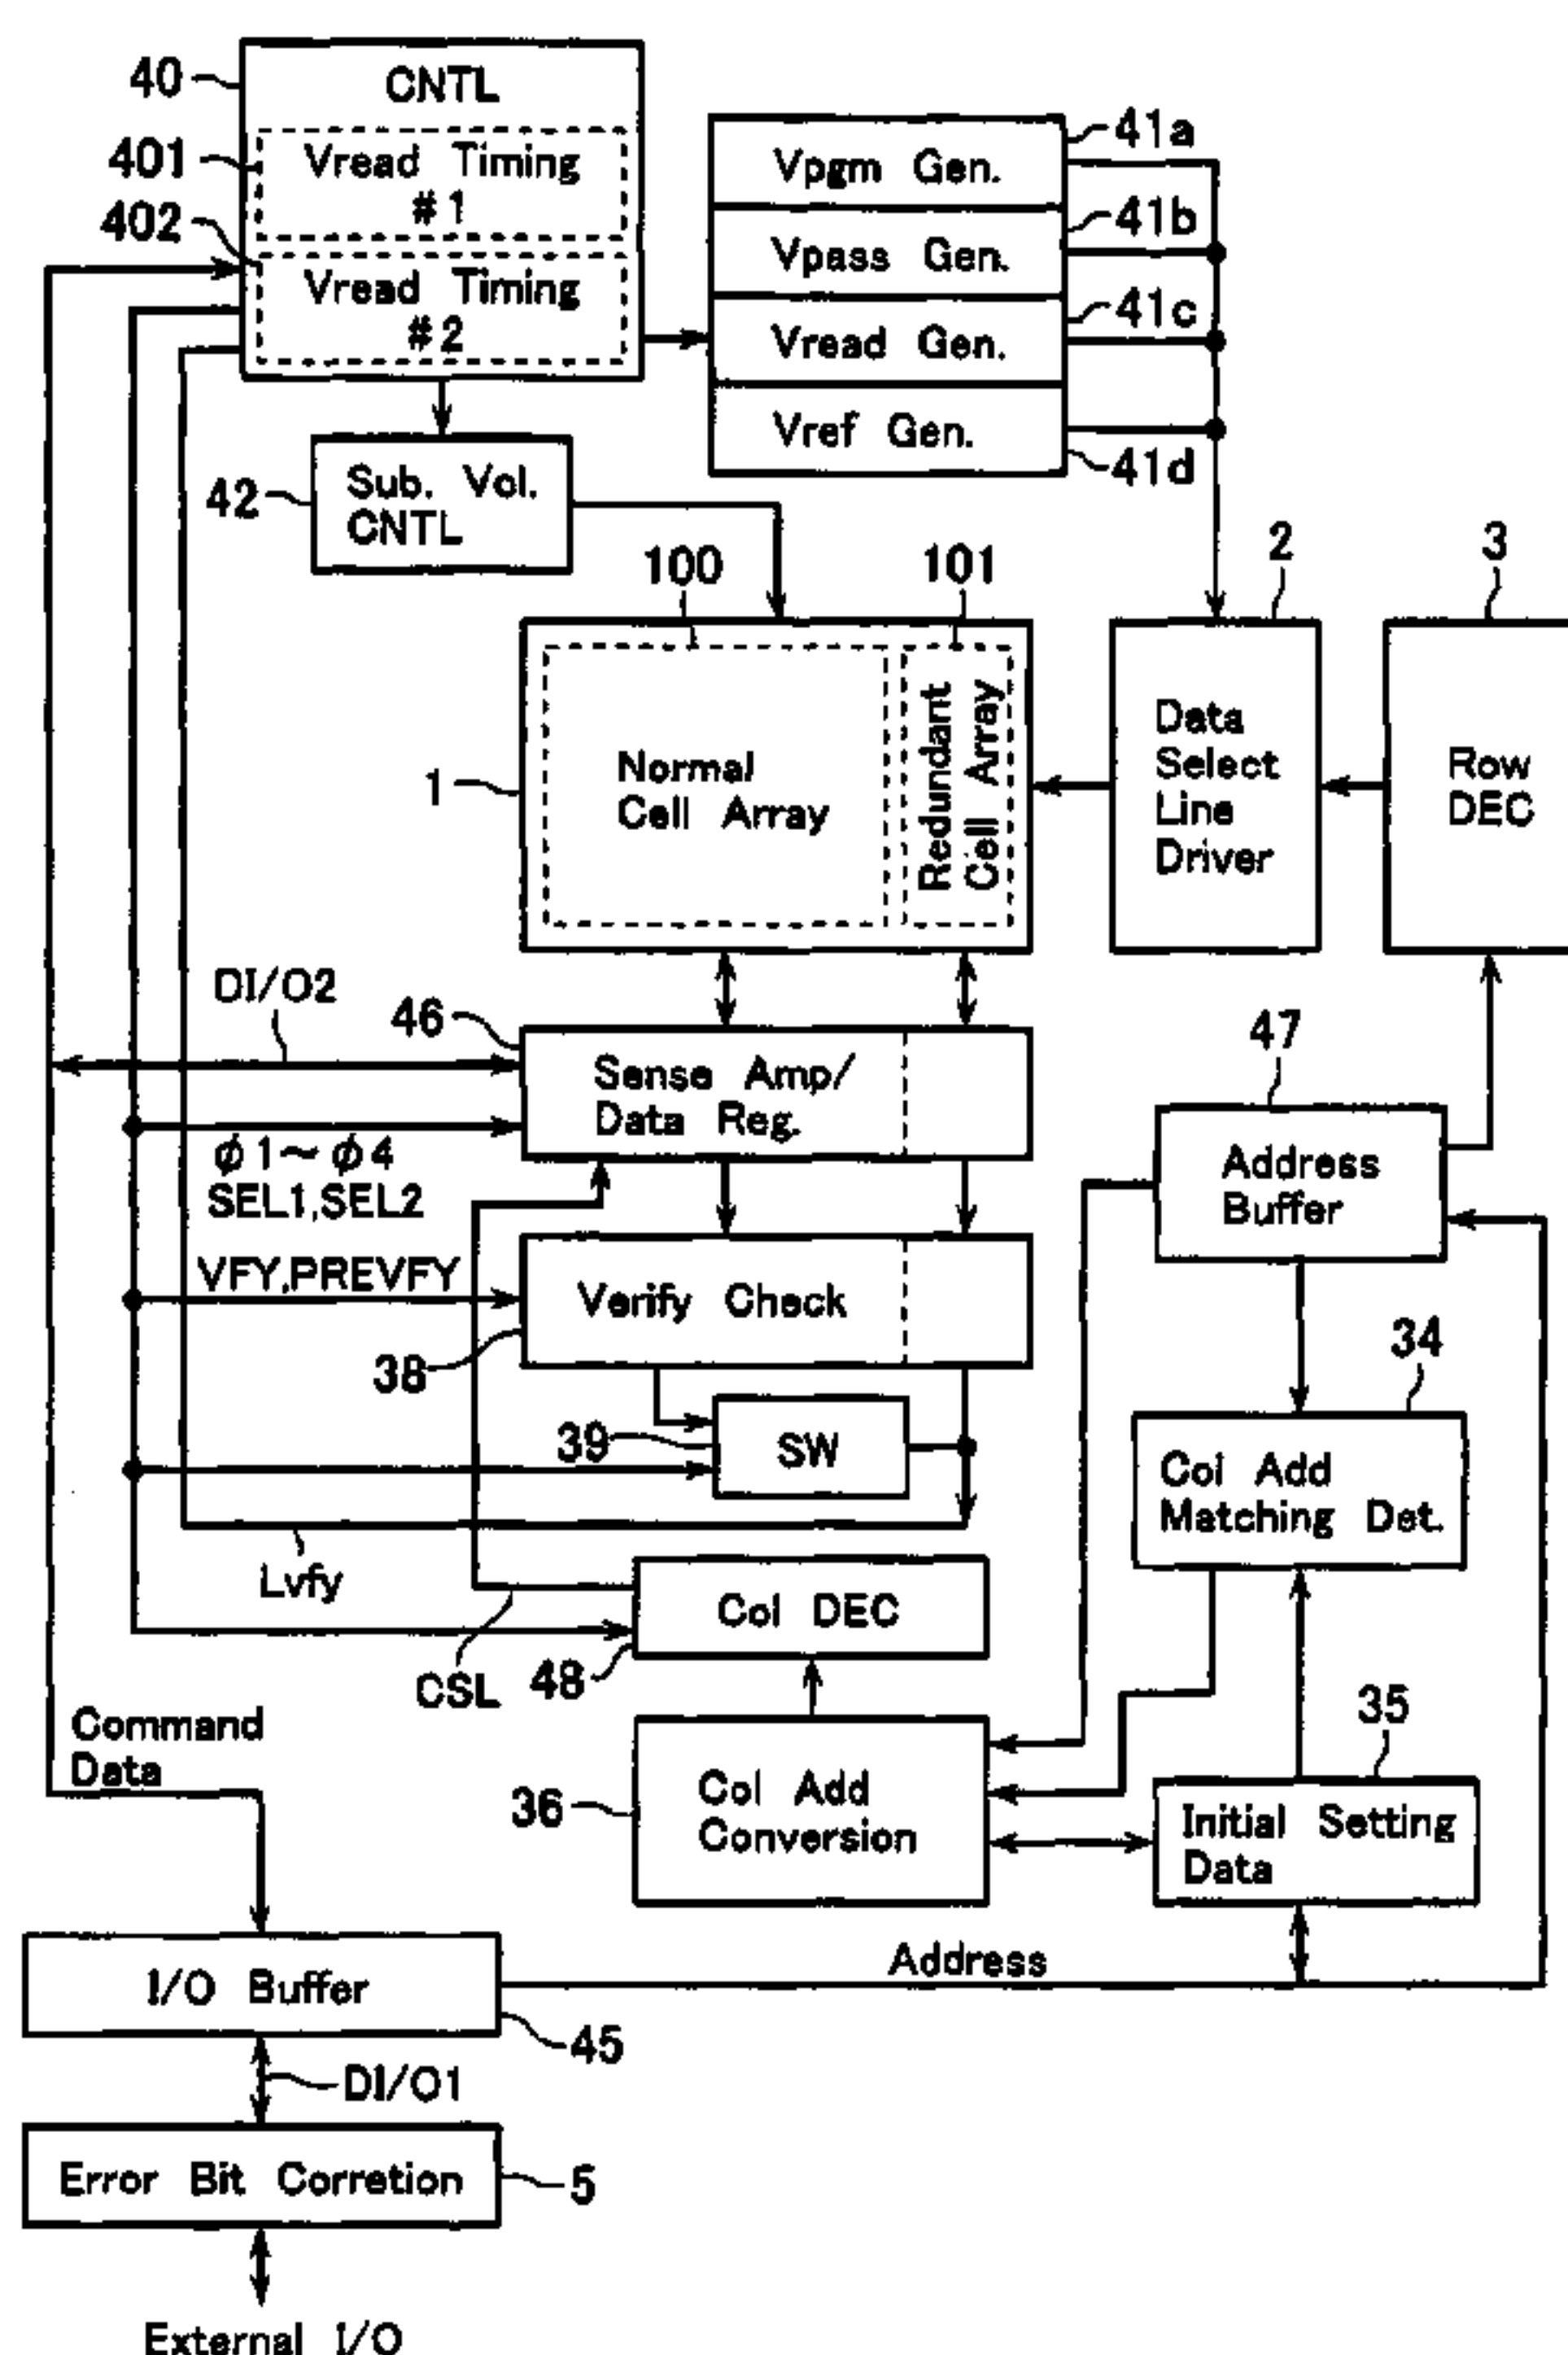 40
CNTL
401
Vread Timing
#1
402
Vread Timing
#2
Vpgm Gen.
41a
Vpass Gen.
41b
Vread Gen.
41c
Vref Gen.
41d
42
Sub. Vol.
CNTL
100
101
2
3
1
Normal
Cell Array
Redundant
Cell Array
Data
Select
Line
Driver
Row
DEC
DI/O2
46
Sense Amp/
Data Reg.
47
Address
Buffer
φ1~φ4
SEL1,SEL2
VFY,PREVFY
Verify Check
38
34
39
SW
Col Add
Matching Det.
Lvfy
Col DEC
CSL
48
Command
Data
35
36
Col Add
Conversion
Initial Setting
Data
Address
I/O Buffer
45
DI/O1
Error Bit Corretion
5
External I/O